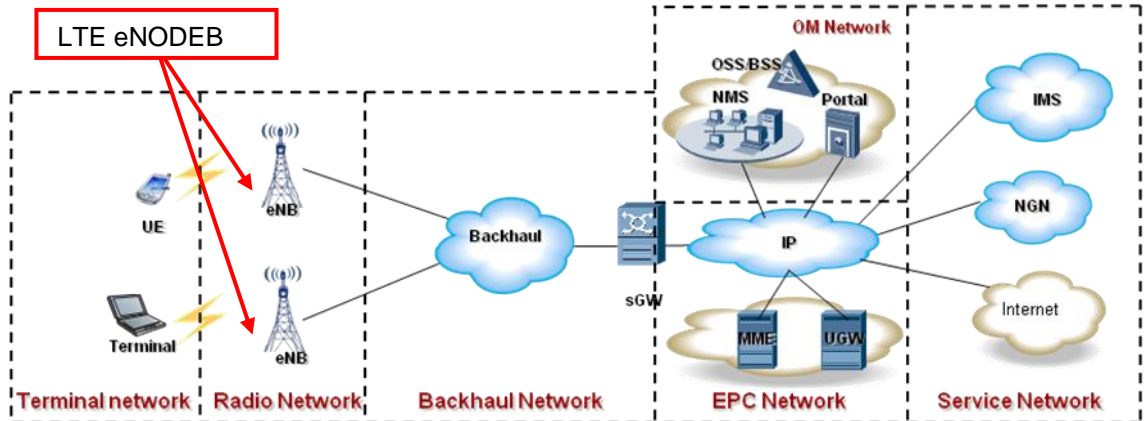 LTE eNODEB
OM Network
OSS/BSS
NMS
Portal
IMS
UE
eNB
Backhaul
sGW
IP
NGN
Terminal
eNB
MME
UGW
Internet
Terminal network
Radio Network
Backhaul Network
EPC Network
Service Network